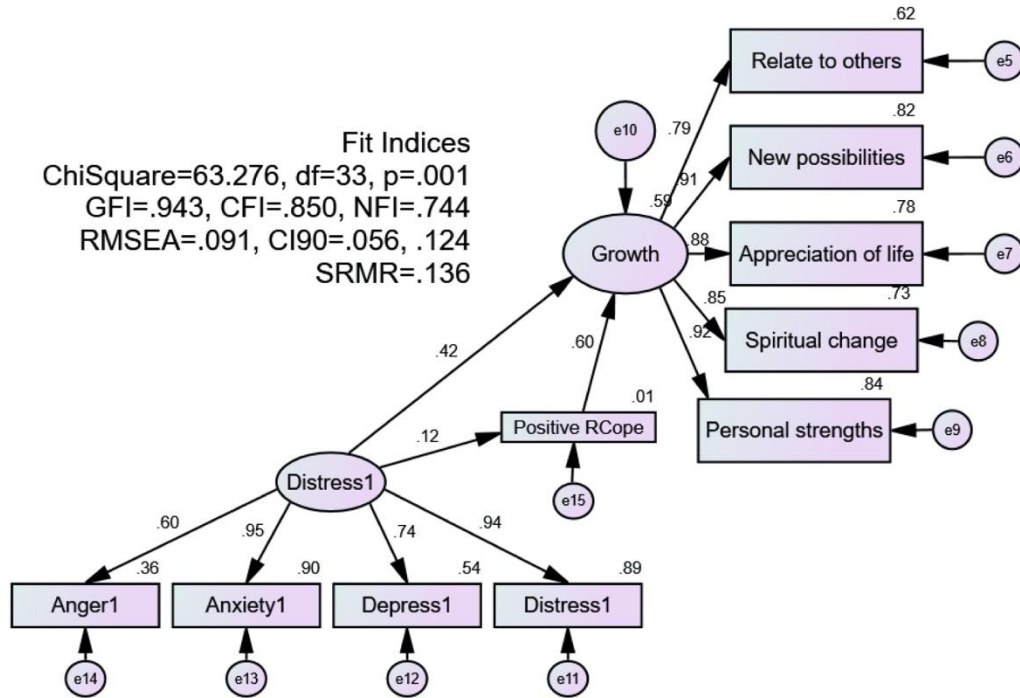 .62
Relate to others
e5
e10
.79
.82
Fit Indices
ChiSquare=63.276, df=33, p=.001
GFI=.943, CFI=.850, NFI=.744
RMSEA=.091, CI90=.056, .124
SRMR=.136
New possibilities
e6
.91
.59
.78
Growth
.88
Appreciation of life
e7
.85
.73
.92
Spiritual change
e8
.42
.60
.84
.01
Positive RCope
Personal strengths
e9
.12
Distress1
e15
.60
.95
.74
.94
.36
.90
.54
.89
Anger1
Anxiety1
Depress1
Distress1
e14
e13
e12
e11